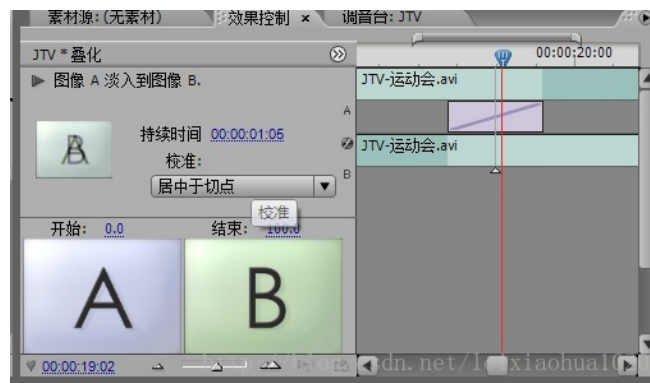 素材源:(无素材)
效果控制 ×
调音台: JTV
JTV * 叠化
00:00:20:00
图像 A 淡入到图像 B.
JTV-运动会.avi
A
持续时间 00:00:01:05
校准:
JTV-运动会.avi
B
居中于切点
校准
开始: 0.0
结束: 100.0
A
B
00:00:19:02